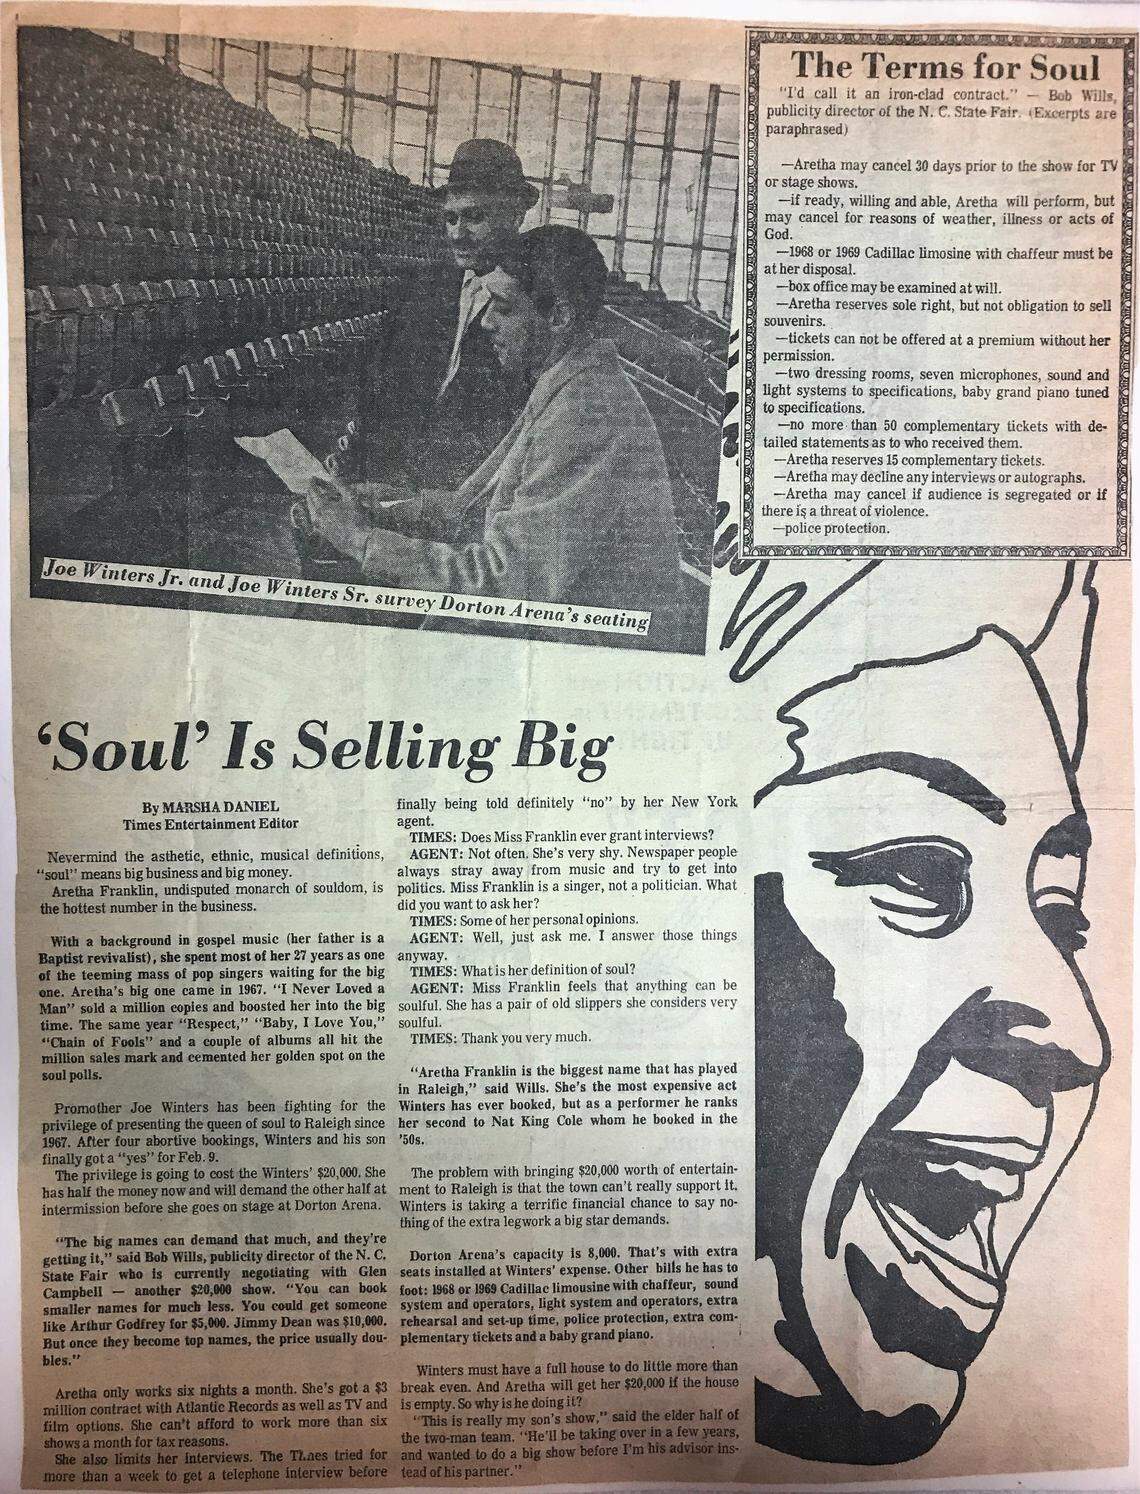 The Terms for Soul
"I'd call it an iron-clad contract." — Bob Wills,
publicity director of the N. C. State Fair. (Excerpts are
paraphrased)
—Aretha may cancel 30 days prior to the show for TV
or stage shows.
—if ready, willing and able, Aretha will perform, but
may cancel for reasons of weather, illness or acts of
God.
—1968 or 1969 Cadillac limosine with chaffeur must be
at her disposal.
—box office may be examined at will.
—Aretha reserves sole right, but not obligation to sell
souvenirs.
—tickets can not be offered at a premium without her
permission.
—two dressing rooms, seven microphones, sound and
light systems to specifications, baby grand piano tuned
to specifications.
—no more than 50 complementary tickets with de-
tailed statements as to who received them.
—Aretha reserves 15 complementary tickets.
—Aretha may decline any interviews or autographs.
—Aretha may cancel if audience is segregated or if
there is a threat of violence.
—police protection.
Joe Winters Jr. and Joe Winters Sr. survey Dorton Arena's seating
'Soul' Is Selling Big
By MARSHA DANIEL
Times Entertainment Editor
Nevermind the asthetic, ethnic, musical definitions,
"soul" means big business and big money.
Aretha Franklin, undisputed monarch of souldom, is
the hottest number in the business.
With a background in gospel music (her father is a
Baptist revivalist), she spent most of her 27 years as one
of the teeming mass of pop singers waiting for the big
one. Aretha's big one came in 1967. "I Never Loved a
Man" sold a million copies and boosted her into the big
time. The same year "Respect," "Baby, I Love You,"
"Chain of Fools" and a couple of albums all hit the
million sales mark and cemented her golden spot on the
soul polls.
Promother Joe Winters has been fighting for the
privilege of presenting the queen of soul to Raleigh since
1967. After four abortive bookings, Winters and his son
finally got a "yes" for Feb. 9.
The privilege is going to cost the Winters' $20,000. She
has half the money now and will demand the other half at
intermission before she goes on stage at Dorton Arena.
"The big names can demand that much, and they're
getting it," said Bob Wills, publicity director of the N. C.
State Fair who is currently negotiating with Glen
Campbell — another $20,000 show. "You can book
smaller names for much less. You could get someone
like Arthur Godfrey for $5,000. Jimmy Dean was $10,000.
But once they become top names, the price usually dou-
bles."
Aretha only works six nights a month. She's got a $3
million contract with Atlantic Records as well as TV and
film options. She can't afford to work more than six
shows a month for tax reasons.
She also limits her interviews. The Times tried for
more than a week to get a telephone interview before
finally being told definitely "no" by her New York
agent.
TIMES: Does Miss Franklin ever grant interviews?
AGENT: Not often. She's very shy. Newspaper people
always stray away from music and try to get into
politics. Miss Franklin is a singer, not a politician. What
did you want to ask her?
TIMES: Some of her personal opinions.
AGENT: Well, just ask me. I answer those things
anyway.
TIMES: What is her definition of soul?
AGENT: Miss Franklin feels that anything can be
soulful. She has a pair of old slippers she considers very
soulful.
TIMES: Thank you very much.
"Aretha Franklin is the biggest name that has played
in Raleigh," said Wills. She's the most expensive act
Winters has ever booked, but as a performer he ranks
her second to Nat King Cole whom he booked in the
'50s.
The problem with bringing $20,000 worth of entertain-
ment to Raleigh is that the town can't really support it.
Winters is taking a terrific financial chance to say no-
thing of the extra legwork a big star demands.
Dorton Arena's capacity is 8,000. That's with extra
seats installed at Winters' expense. Other bills he has to
foot: 1968 or 1969 Cadillac limousine with chaffeur, sound
system and operators, light system and operators, extra
rehearsal and set-up time, police protection, extra com-
plementary tickets and a baby grand piano.
Winters must have a full house to do little more than
break even. And Aretha will get her $20,000 if the house
is empty. So why is he doing it?
"This is really my son's show," said the elder half of
the two-man team. "He'll be taking over in a few years,
and wanted to do a big show before I'm his advisor ins-
tead of his partner."